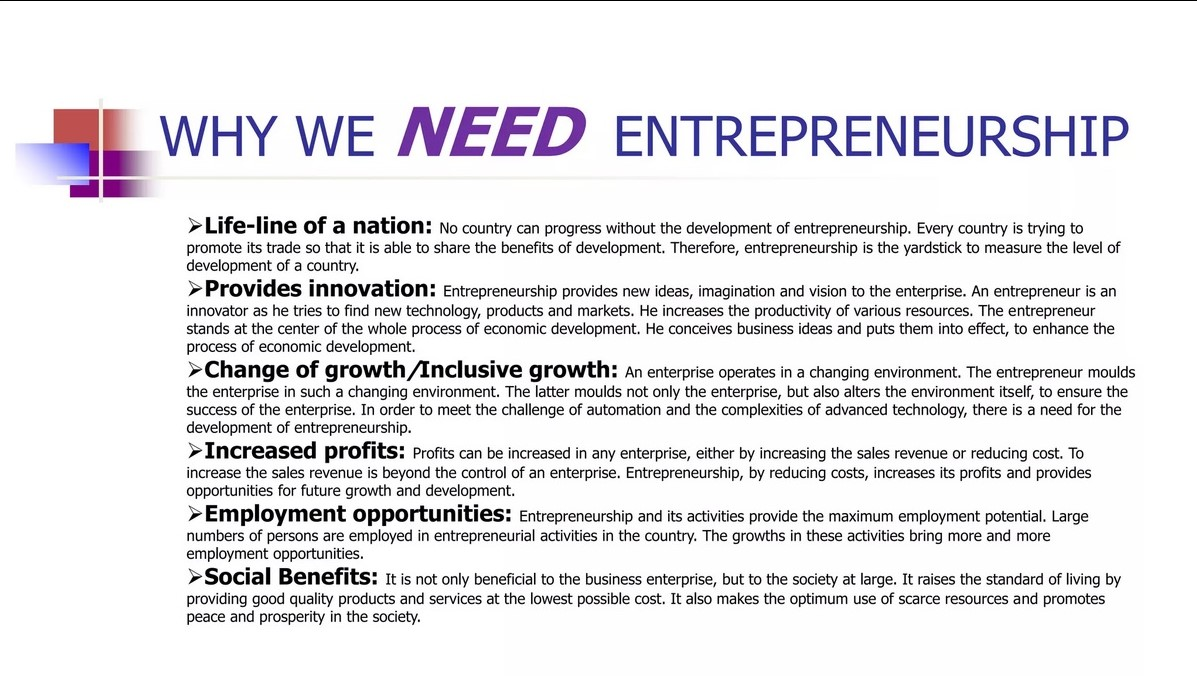 WHY WE NEED ENTREPRENEURSHIP
➢Life-line of a nation: No country can progress without the development of entrepreneurship. Every country is trying to
promote its trade so that it is able to share the benefits of development. Therefore, entrepreneurship is the yardstick to measure the level of
development of a country.
➢Provides innovation: Entrepreneurship provides new ideas, imagination and vision to the enterprise. An entrepreneur is an
innovator as he tries to find new technology, products and markets. He increases the productivity of various resources. The entrepreneur
stands at the center of the whole process of economic development. He conceives business ideas and puts them into effect, to enhance the
process of economic development.
➢Change of growth/Inclusive growth: An enterprise operates in a changing environment. The entrepreneur moulds
the enterprise in such a changing environment. The latter moulds not only the enterprise, but also alters the environment itself, to ensure the
success of the enterprise. In order to meet the challenge of automation and the complexities of advanced technology, there is a need for the
development of entrepreneurship.
➢Increased profits: Profits can be increased in any enterprise, either by increasing the sales revenue or reducing cost. To
increase the sales revenue is beyond the control of an enterprise. Entrepreneurship, by reducing costs, increases its profits and provides
opportunities for future growth and development.
➢Employment opportunities: Entrepreneurship and its activities provide the maximum employment potential. Large
numbers of persons are employed in entrepreneurial activities in the country. The growths in these activities bring more and more
employment opportunities.
➢Social Benefits: It is not only beneficial to the business enterprise, but to the society at large. It raises the standard of living by
providing good quality products and services at the lowest possible cost. It also makes the optimum use of scarce resources and promotes
peace and prosperity in the society.